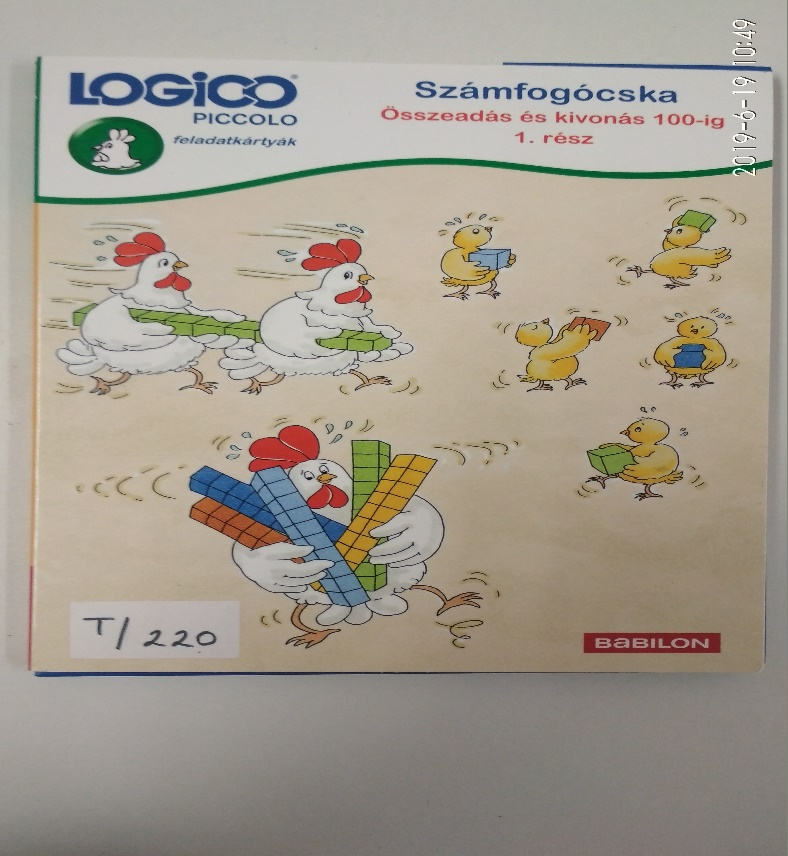 LOGICO
PICCOLO
feladatkártyák
Számfogócska
Összeadás és kivonás 100-ig
1. rész
T/220
BaBILON
2019-6-19 10:49